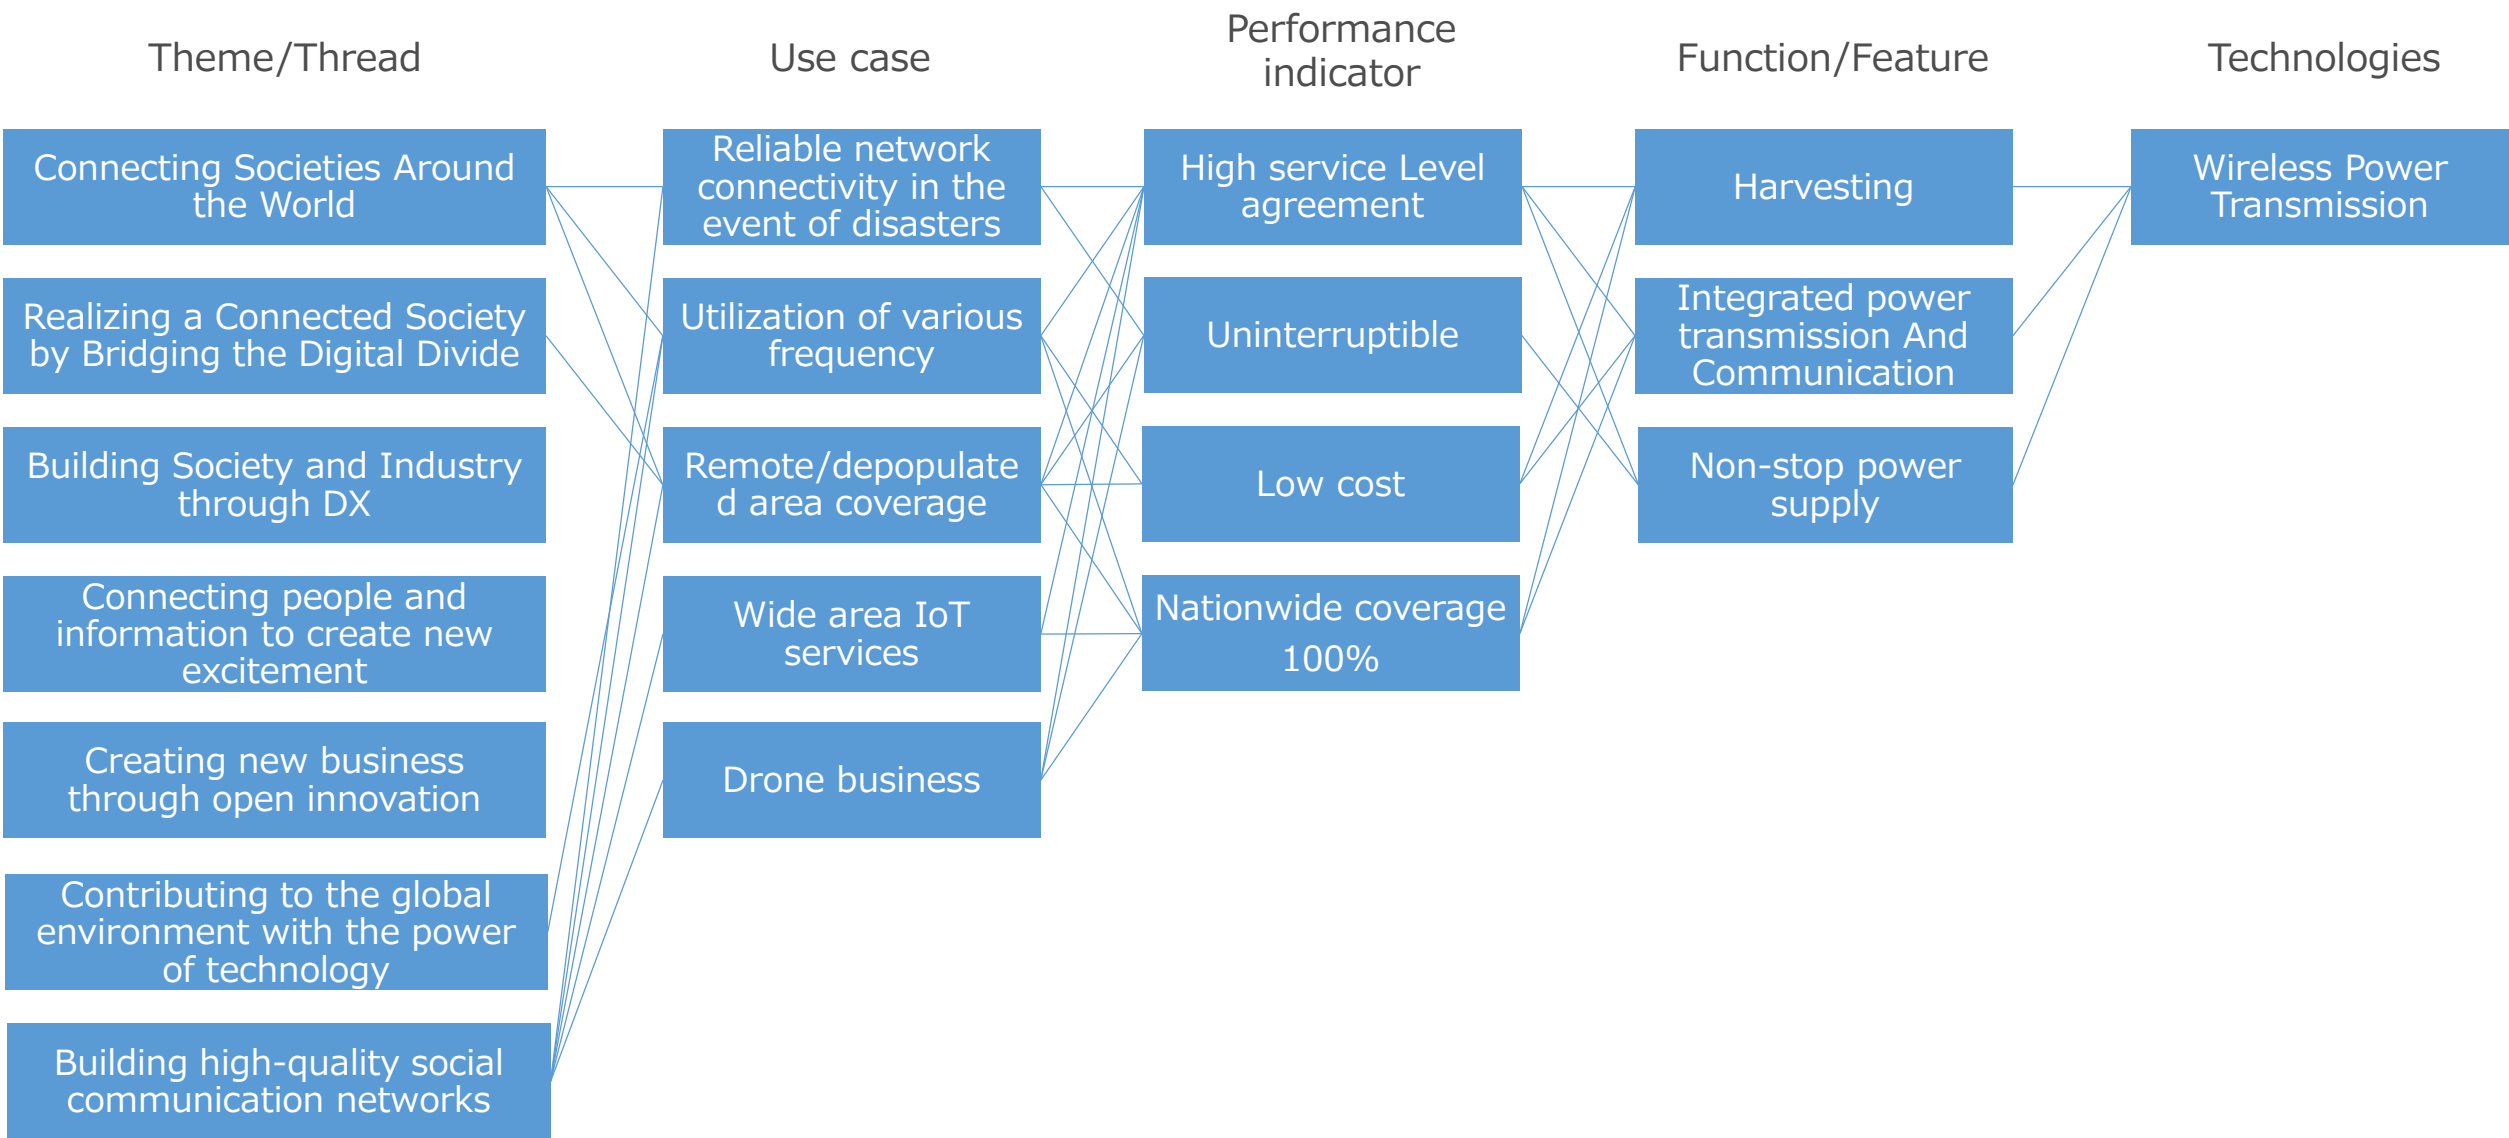 Theme/Thread
Use case
Performance
indicator
Function/Feature
Technologies
Connecting Societies Around
the World
Realizing a Connected Society
by Bridging the Digital Divide
Building Society and Industry
through DX
Connecting people and
information to create new
excitement
Creating new business
through open innovation
Contributing to the global
environment with the power
of technology
Building high-quality social
communication networks
Reliable network
connectivity in the
event of disasters
Utilization of various
frequency
Remote/depopulate
d area coverage
Wide area IoT
services
Drone business
High service Level
agreement
Uninterruptible
Low cost
Nationwide coverage
100%
Harvesting
Integrated power
transmission And
Communication
Non-stop power
supply
Wireless Power
Transmission